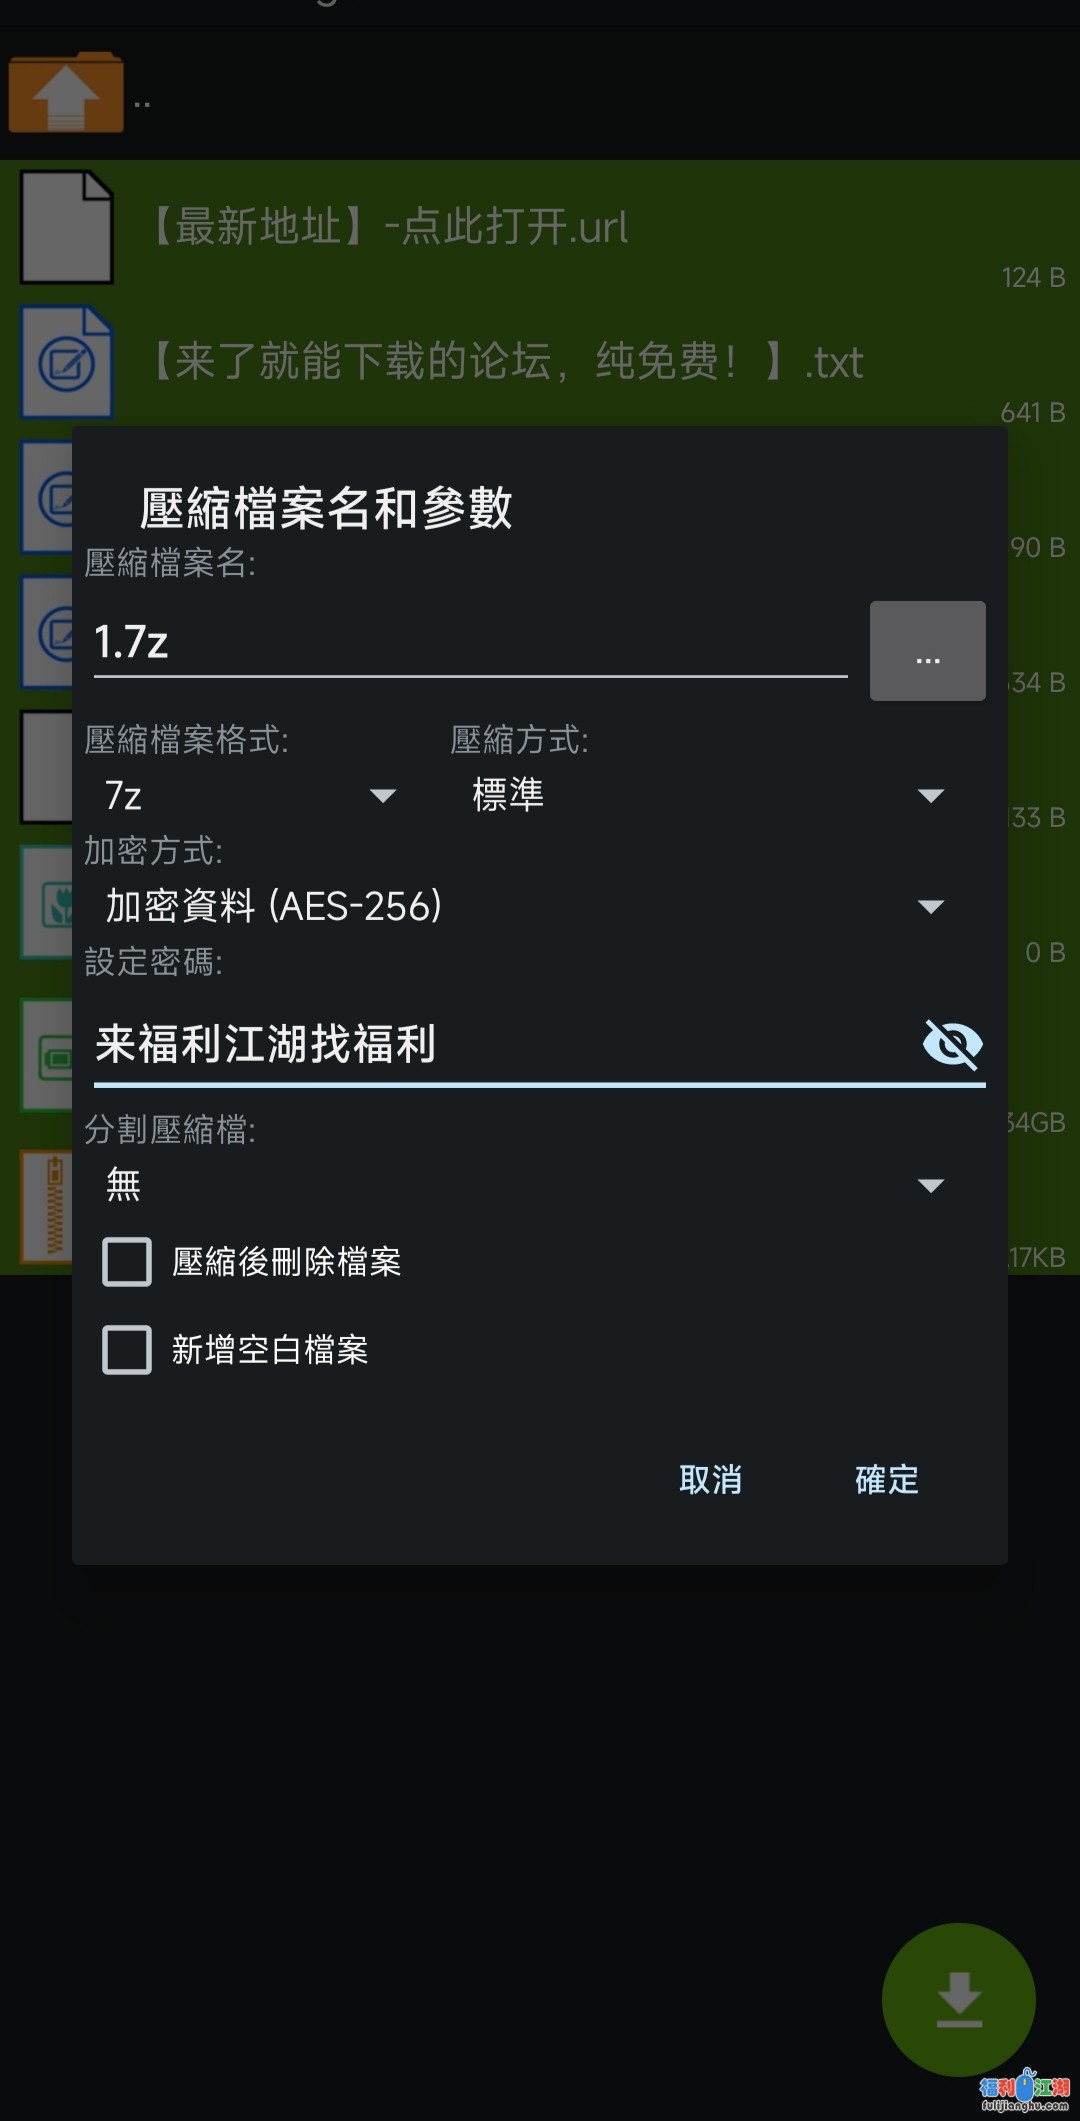 ..
【最新地址】-点此打开.url
124 B
【来了就能下载的论坛，纯免费！】.txt
641 B
壓縮檔案名和參數
壓縮檔案名:
90 B
1.7z
...
34 B
壓縮檔案格式:
壓縮方式:
7z
標準
33 B
加密方式:
加密資料 (AES-256)
0 B
設定密碼:
来福利江湖找福利
分割壓縮檔:
34GB
無
壓縮後刪除檔案
17KB
新增空白檔案
取消
確定
福利江湖
fulijianghu.com